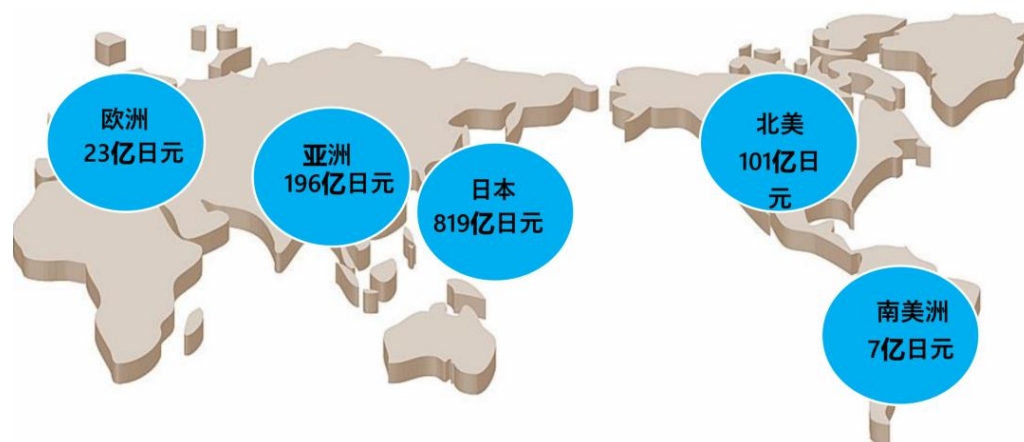 欧洲
23亿日元
亚洲
196亿日元
日本
819亿日元
北美
101亿日
元
南美洲
7亿日元